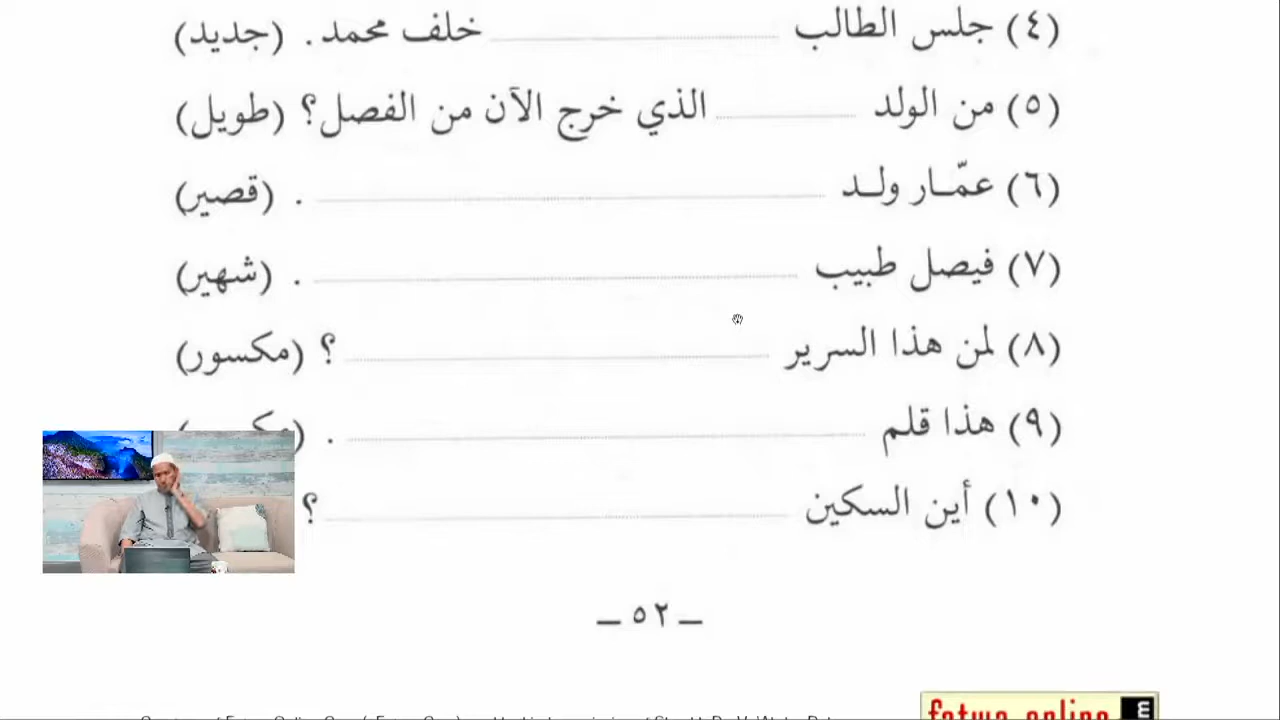 (٤) جلس الطالب خلف محمد. (جديد)
(٥) من الولد الذي خرج الآن من الفصل؟ (طويل)
(٦) عمّار ولد . (قصير)
(٧) فيصل طبيب . (شهير)
(٨) لمن هذا السرير ؟ (مكسور)
(٩) هذا قلم .
(١٠) أين السكين ؟
– ٥٢ –
fatwa-online